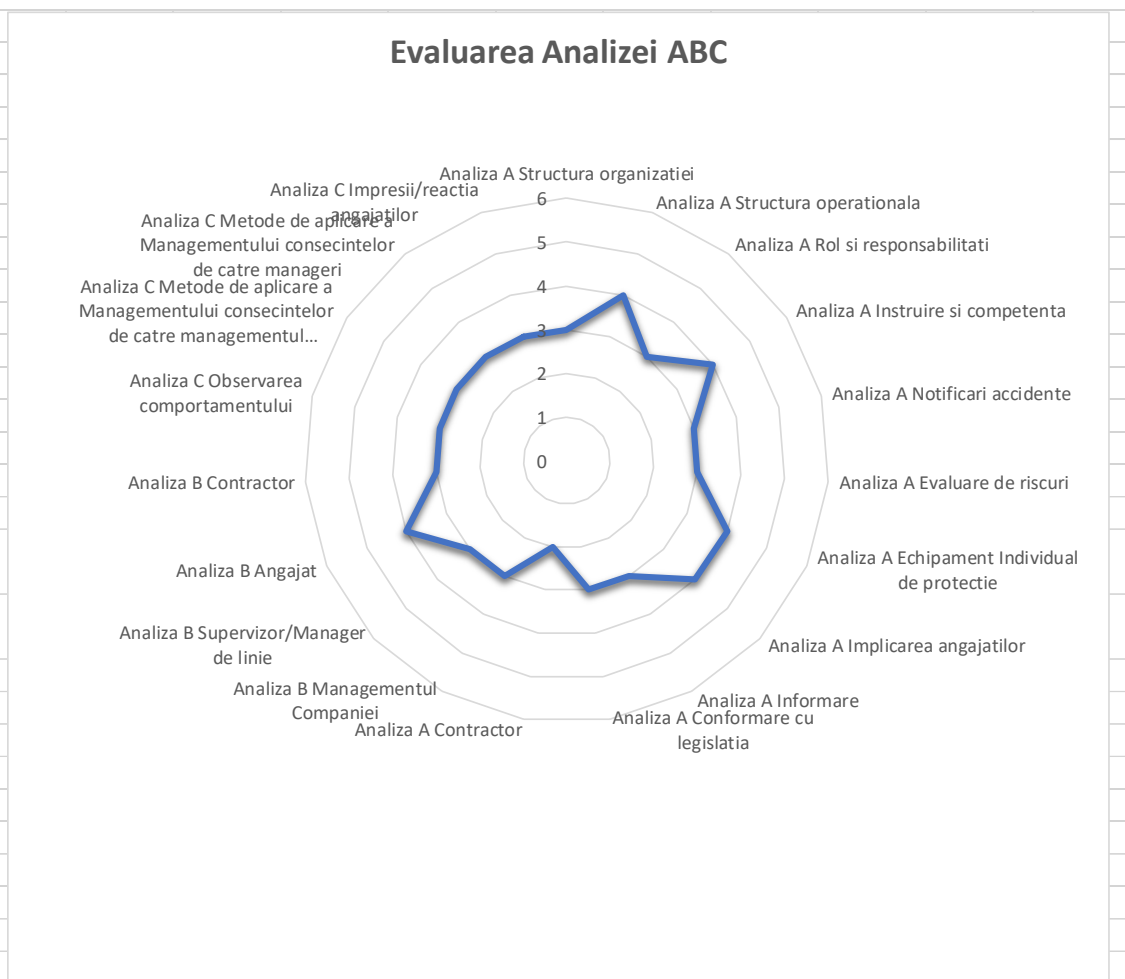 Evaluarea Analizei ABC
Analiza A Structura organizatiei
Analiza A Structura operationala
Analiza A Rol si responsabilitati
Analiza A Instruire si competenta
Analiza A Notificari accidente
Analiza A Evaluare de riscuri
Analiza A Echipament Individual
de protectie
Analiza A Implicarea angajatilor
Analiza A Informare
Analiza A Conformare cu
legislatia
Analiza A Contractor
Analiza B Managementul
Companiei
Analiza B Supervizor/Manager
de linie
Analiza B Angajat
Analiza B Contractor
Analiza C Observarea
comportamentului
Analiza C Metode de aplicare a
Managementului consecintelor
de catre managementul...
Analiza C Metode de aplicare a
Managementului consecintelor
de catre manageri
Analiza C Impresii/reactia
angajatilor
6
5
4
3
2
1
0